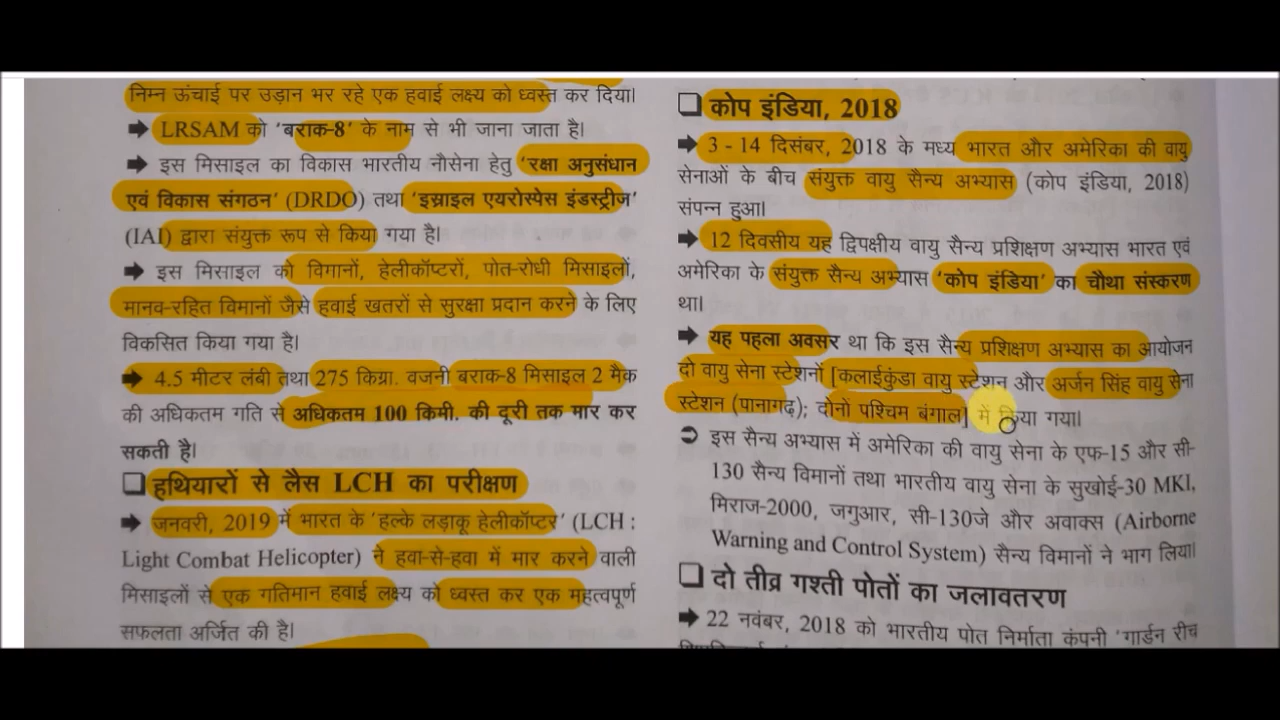 निम्न ऊंचाई पर उड़ान भर रहे एक हवाई लक्ष्य को ध्वस्त कर दिया।
➡ LRSAM को 'बराक-8' के नाम से भी जाना जाता है।
➡ इस मिसाइल का विकास भारतीय नौसेना हेतु 'रक्षा अनुसंधान
एवं विकास संगठन' (DRDO) तथा 'इस्राइल एयरोस्पेस इंडस्ट्रीज'
(IAI) द्वारा संयुक्त रूप से किया गया है।
➡ इस मिसाइल को विगानों, हेलीकॉप्टरों, पोत-रोधी मिसाइलों,
मानव-रहित विमानों जैसे हवाई खतरों से सुरक्षा प्रदान करने के लिए
विकसित किया गया है।
➡ 4.5 मीटर लंबी तथा 275 किग्रा. वजनी बराक-8 मिसाइल 2 मैक
की अधिकतम गति से अधिकतम 100 किमी. की दूरी तक मार कर
सकती है।
❑ हथियारों से लैस LCH का परीक्षण
➡ जनवरी, 2019 में भारत के 'हल्के लड़ाकू हेलीकॉप्टर' (LCH :
Light Combat Helicopter) ने हवा-से-हवा में मार करने वाली
मिसाइलों से एक गतिमान हवाई लक्ष्य को ध्वस्त कर एक महत्वपूर्ण
सफलता अर्जित की है।
❑ कोप इंडिया, 2018
➡ 3 - 14 दिसंबर, 2018 के मध्य भारत और अमेरिका की वायु
सेनाओं के बीच संयुक्त वायु सैन्य अभ्यास (कोप इंडिया, 2018)
संपन्न हुआ।
➡ 12 दिवसीय यह द्विपक्षीय वायु सैन्य प्रशिक्षण अभ्यास भारत एवं
अमेरिका के संयुक्त सैन्य अभ्यास 'कोप इंडिया' का चौथा संस्करण
था।
➡ यह पहला अवसर था कि इस सैन्य प्रशिक्षण अभ्यास का आयोजन
दो वायु सेना स्टेशनों [कलाईकुंडा वायु स्टेशन और अर्जन सिंह वायु सेना
स्टेशन (पानागढ़); दोनों पश्चिम बंगाल] में किया गया।
➲ इस सैन्य अभ्यास में अमेरिका की वायु सेना के एफ-15 और सी-
130 सैन्य विमानों तथा भारतीय वायु सेना के सुखोई-30 MKI,
मिराज-2000, जगुआर, सी-130जे और अवाक्स (Airborne
Warning and Control System) सैन्य विमानों ने भाग लिया।
❑ दो तीव्र गश्ती पोतों का जलावतरण
➡ 22 नवंबर, 2018 को भारतीय पोत निर्माता कंपनी 'गार्डन रीच